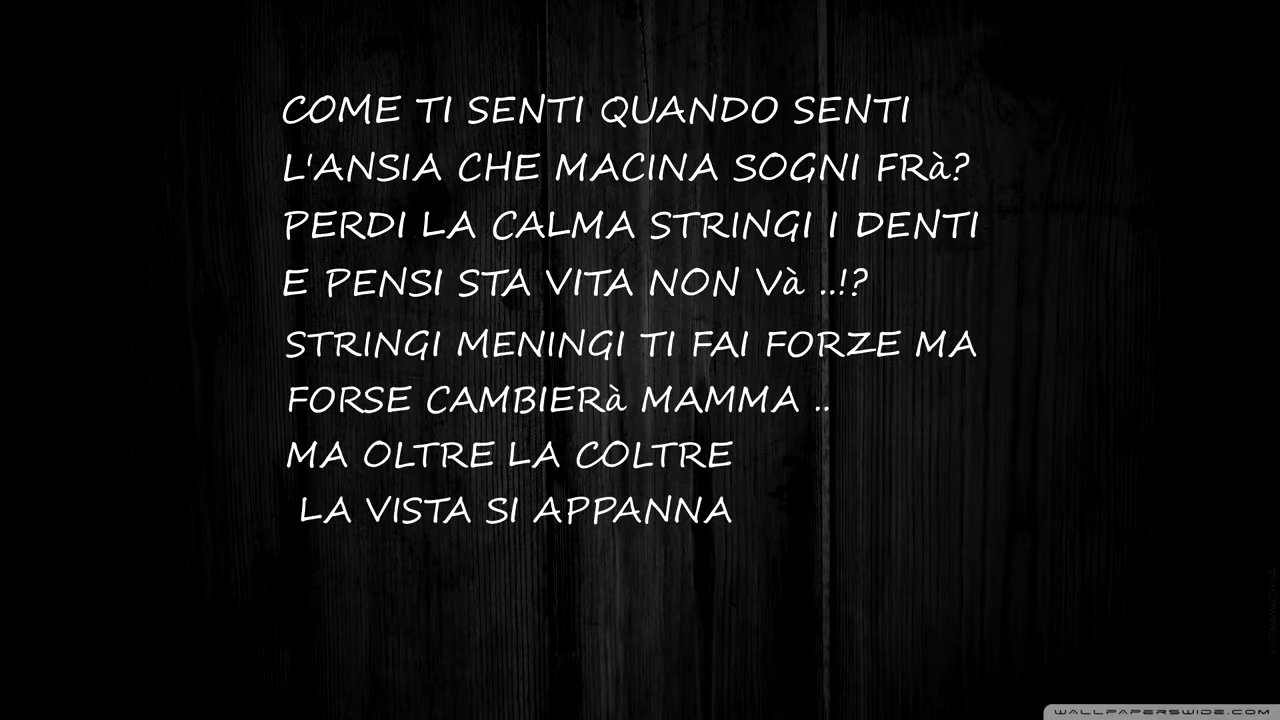 COME TI SENTI QUANDO SENTI
L'ANSIA CHE MACINA SOGNI FRà?
PERDI LA CALMA STRINGI I DENTI
E PENSI STA VITA NON Và ..!?
STRINGI MENINGI TI FAI FORZE MA
FORSE CAMBIERà MAMMA ..
MA OLTRE LA COLTRE
LA VISTA SI APPANNA
WALLPAPERSWIDE.COM